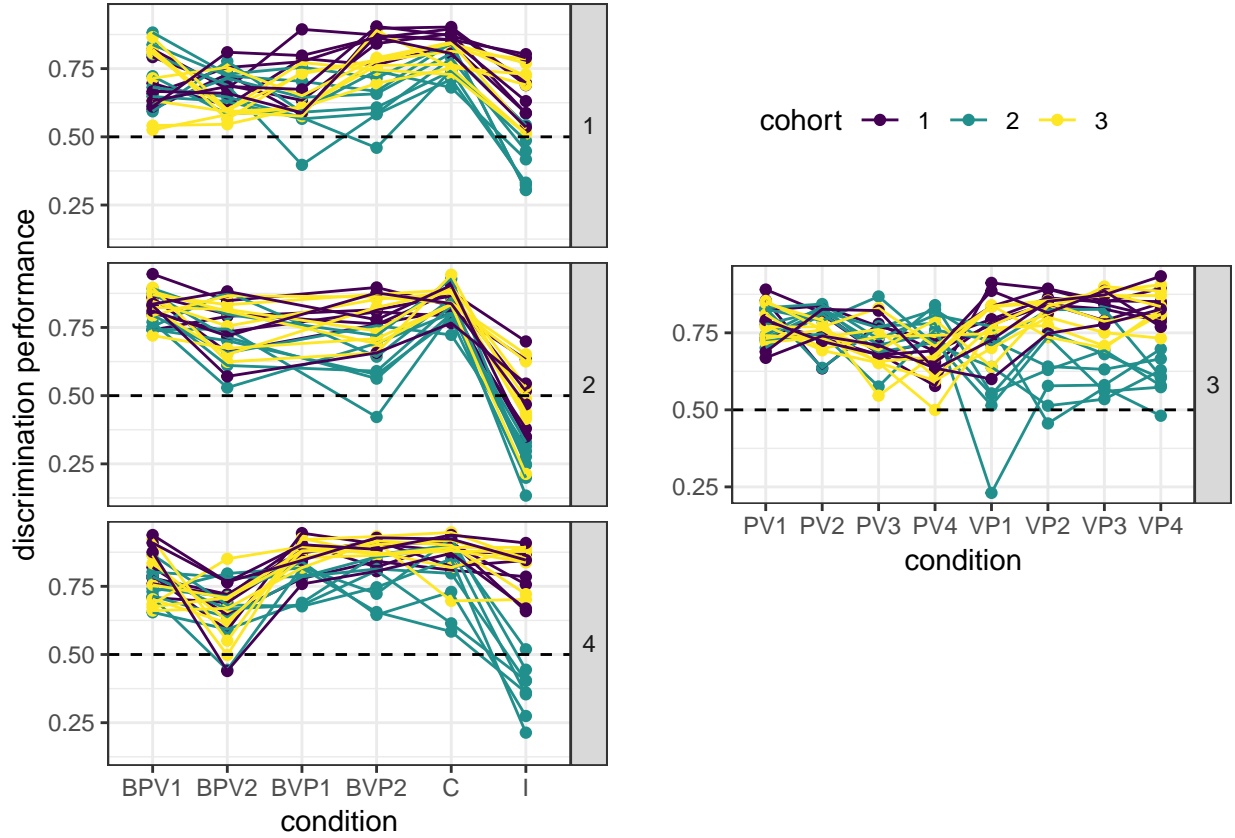 discrimination performance
0.75
0.50
0.25
1
0.75
0.50
0.25
2
0.75
0.50
0.25
4
BPV1 BPV2 BVP1 BVP2 C I
condition
cohort 1 2 3
0.75
0.50
0.25
3
PV1 PV2 PV3 PV4 VP1 VP2 VP3 VP4
condition